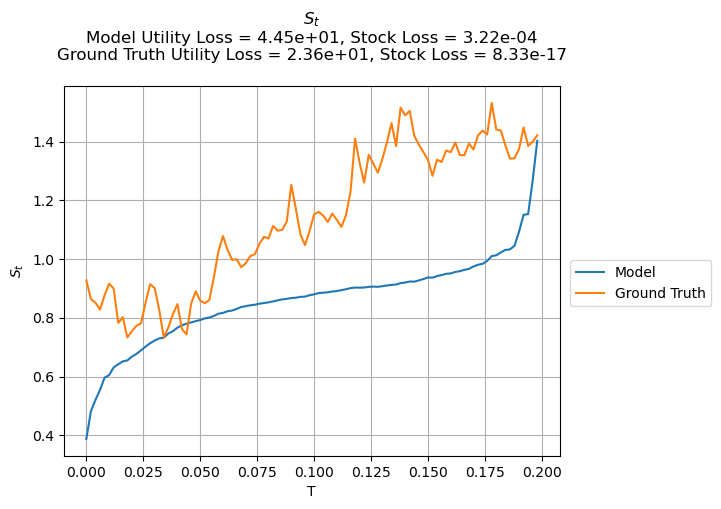 S_t
Model Utility Loss = 4.45e+01, Stock Loss = 3.22e-04
Ground Truth Utility Loss = 2.36e+01, Stock Loss = 8.33e-17
S_t
1.4
1.2
1.0
0.8
0.6
0.4
0.000 0.025 0.050 0.075 0.100 0.125 0.150 0.175 0.200
T
Model
Ground Truth